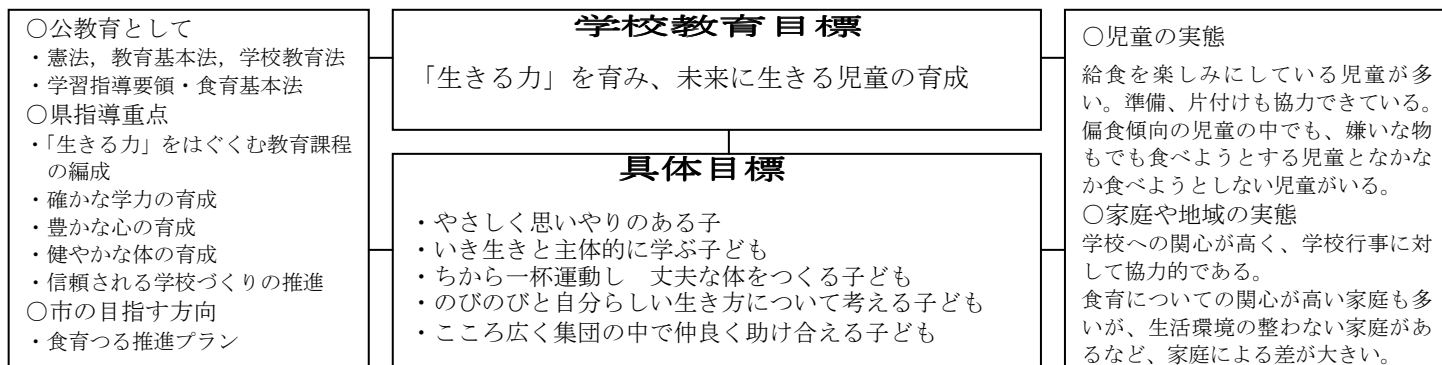 ○公教育として
・憲法，教育基本法，学校教育法
・学習指導要領・食育基本法
○県指導重点
・「生きる力」をはぐくむ教育課程
の編成
・確かな学力の育成
・豊かな心の育成
・健やかな体の育成
・信頼される学校づくりの推進
○市の目指す方向
・食育つる推進プラン
学校教育目標
「生きる力」を育み、未来に生きる児童の育成
具体目標
・やさしく思いやりのある子
・いき生きと主体的に学ぶ子ども
・ちから一杯運動し　丈夫な体をつくる子ども
・のびのびと自分らしい生き方について考える子ども
・こころ広く集団の中で仲良く助け合える子ども
○児童の実態
給食を楽しみにしている児童が多
い。準備、片付けも協力できている。
偏食傾向の児童の中でも、嫌いな物
もでも食べようとする児童となかな
か食べようとしない児童がいる。
○家庭や地域の実態
学校への関心が高く、学校行事に対
して協力的である。
食育についての関心が高い家庭も多
いが、生活環境の整わない家庭があ
るなど、家庭による差が大きい。